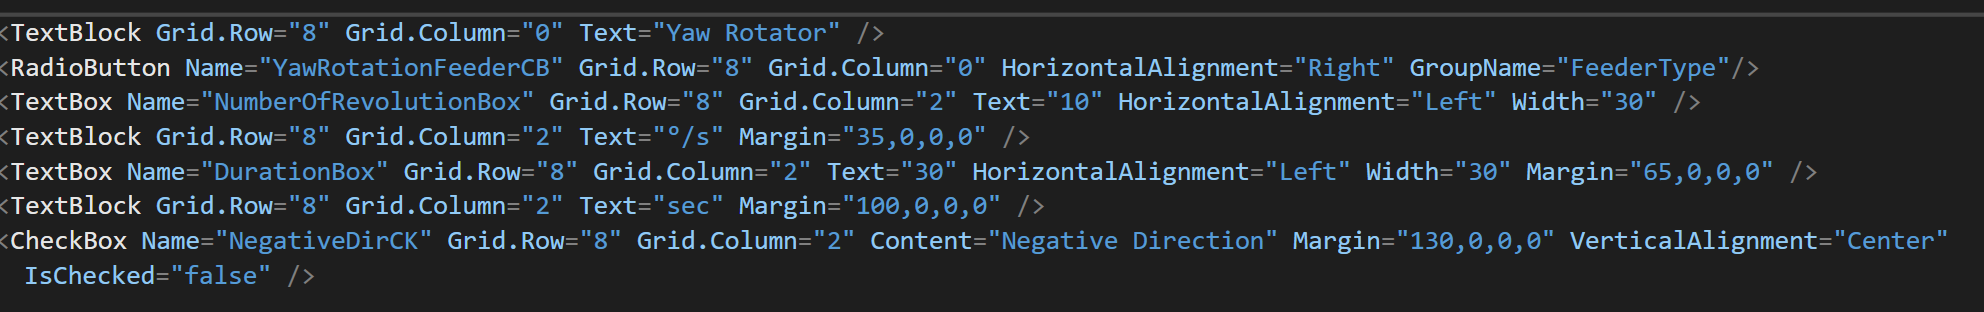 <TextBlock Grid.Row="8" Grid.Column="0" Text="Yaw Rotator" />
<RadioButton Name="YawRotationFeederCB" Grid.Row="8" Grid.Column="0" HorizontalAlignment="Right" GroupName="FeederType"/>
<TextBox Name="NumberOfRevolutionBox" Grid.Row="8" Grid.Column="2" Text="10" HorizontalAlignment="Left" Width="30" />
<TextBlock Grid.Row="8" Grid.Column="2" Text="º/s" Margin="35,0,0,0" />
<TextBox Name="DurationBox" Grid.Row="8" Grid.Column="2" Text="30" HorizontalAlignment="Left" Width="30" Margin="65,0,0,0" />
<TextBlock Grid.Row="8" Grid.Column="2" Text="sec" Margin="100,0,0,0" />
<CheckBox Name="NegativeDirCK" Grid.Row="8" Grid.Column="2" Content="Negative Direction" Margin="130,0,0,0" VerticalAlignment="Center"
IsChecked="false" />